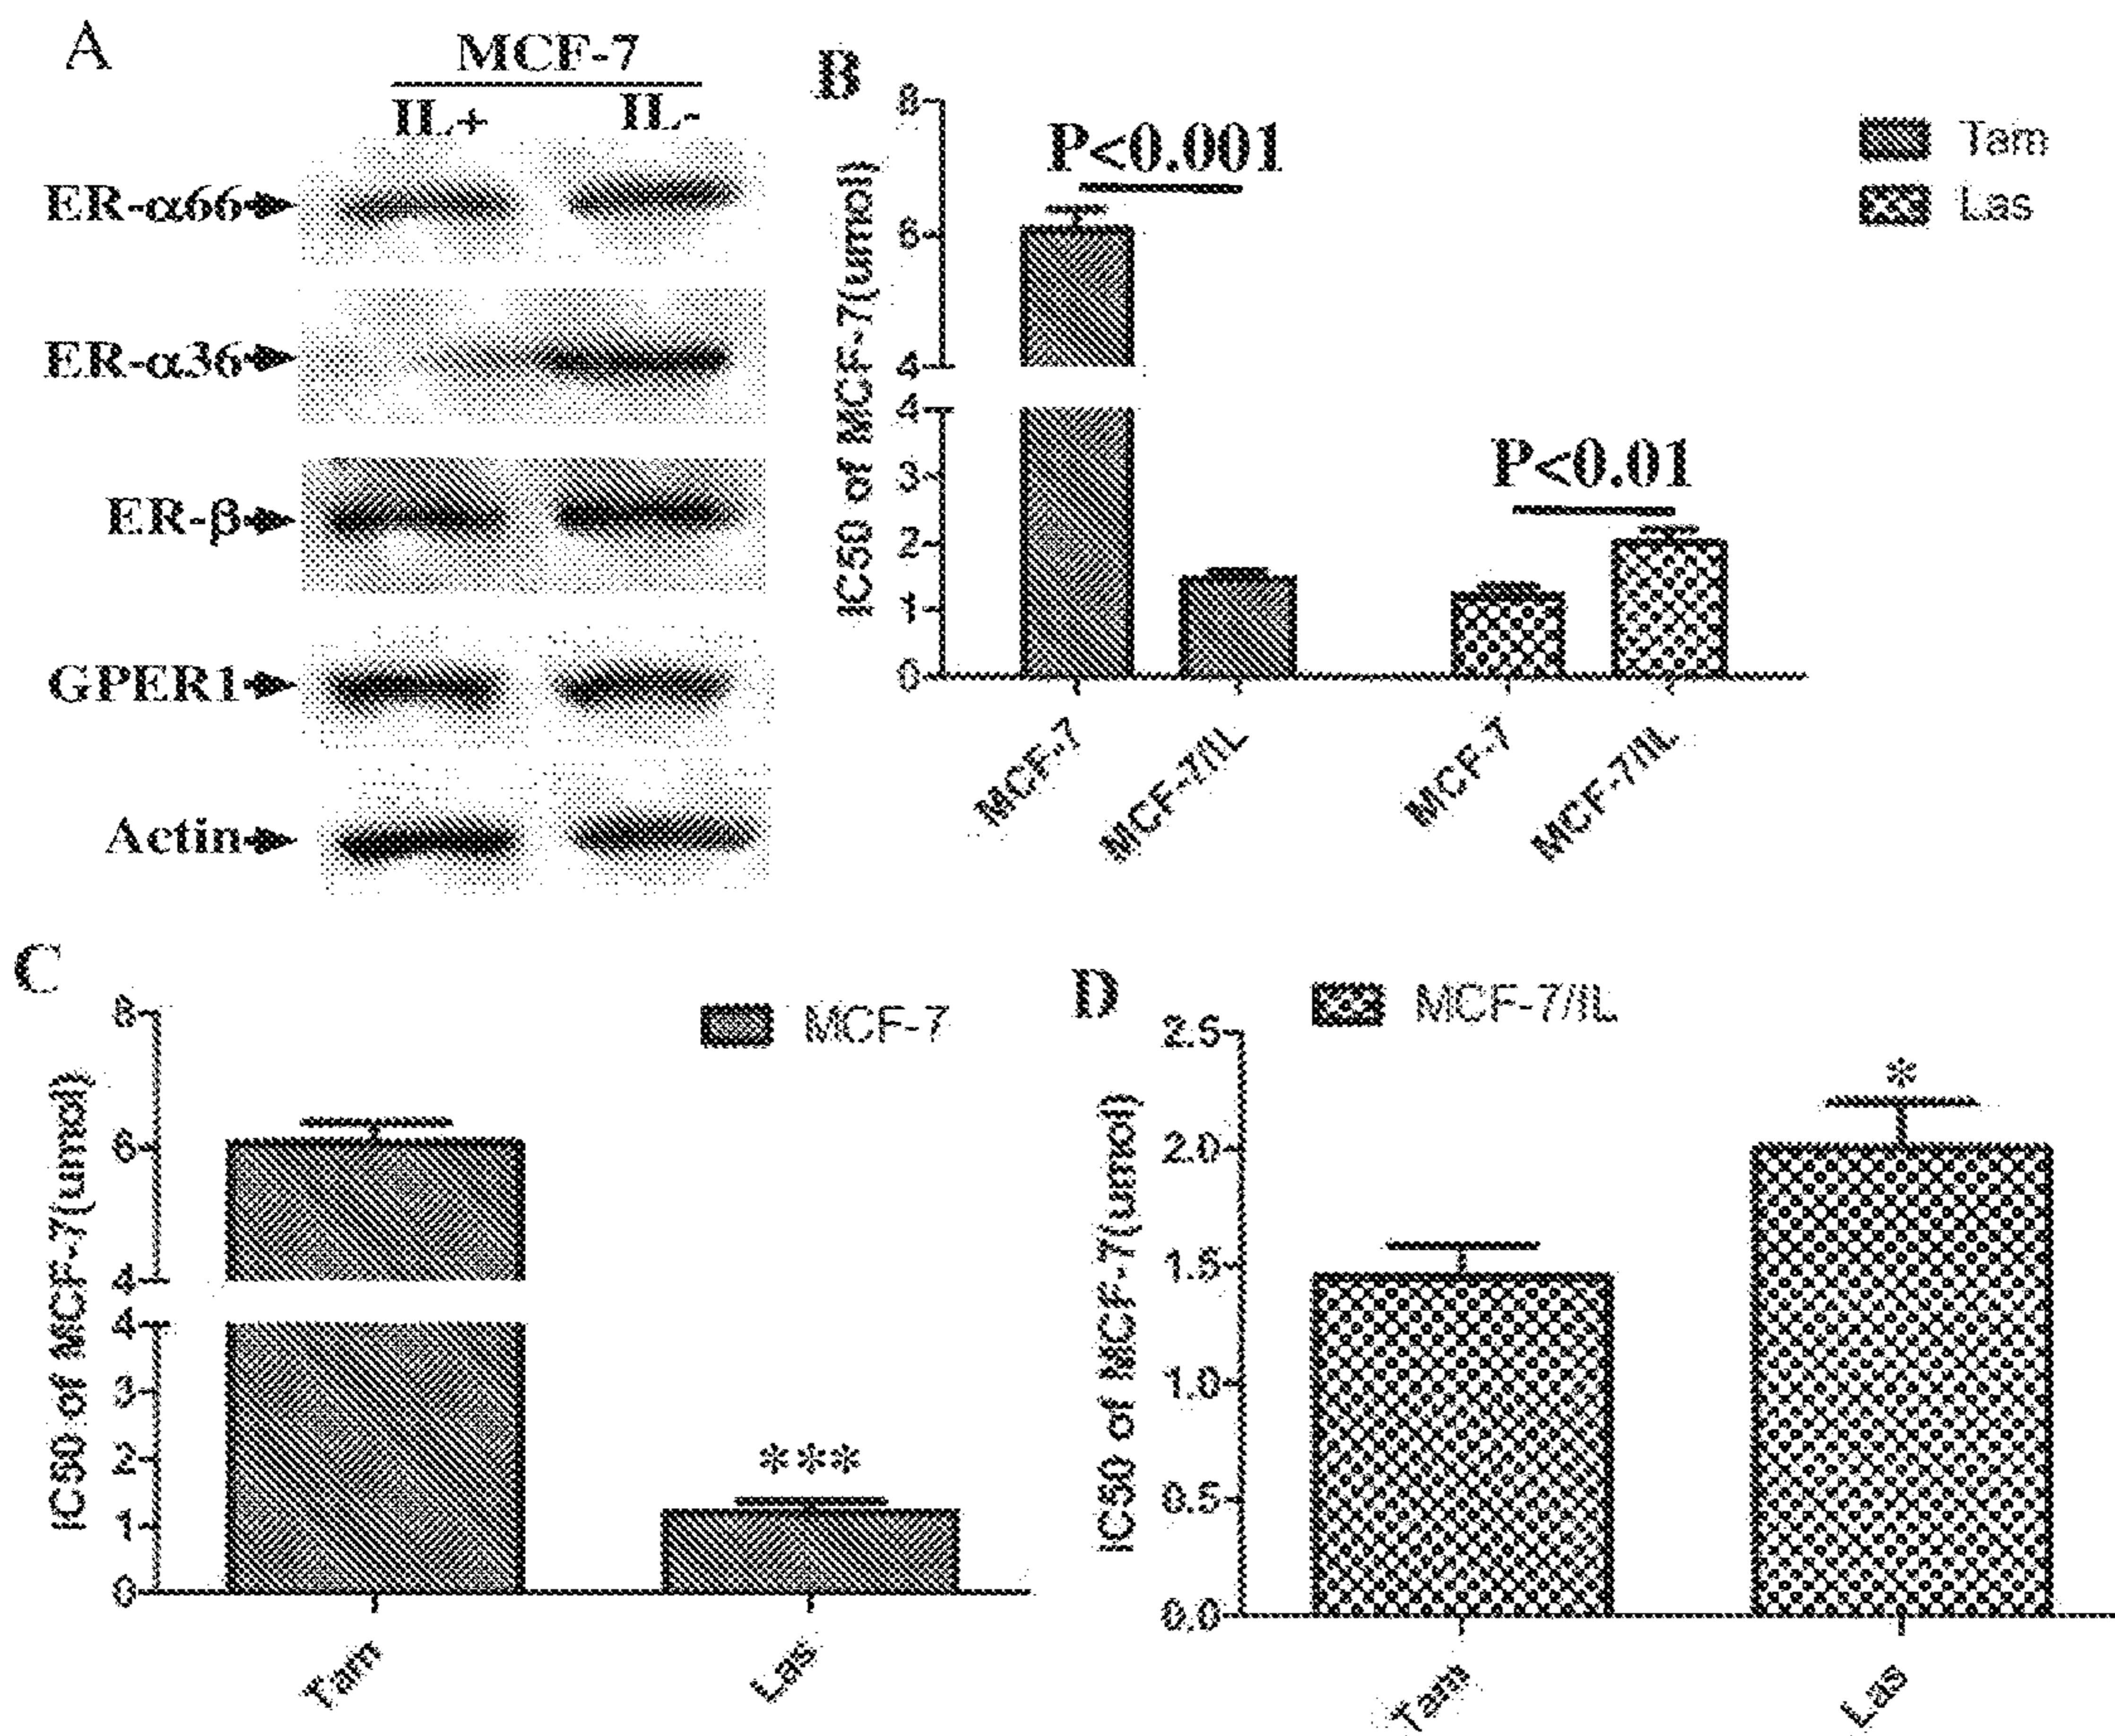 A
MCF-7
IL+ IL-
ER-α66
ER-α36
ER-β
GPER1
Actin
B
IC50 of MCF-7(umol)
8
6
4
4
3
2
1
0
P<0.001
P<0.01
Tam
Las
MCF-7
MCF-7/IL
MCF-7
MCF-7/IL
C
IC50 of MCF-7(umol)
8
6
4
4
3
2
1
0
MCF-7
***
Tam
Las
D
IC50 of MCF-7(umol)
2.5
2.0
1.5
1.0
0.5
0.0
MCF-7/IL
*
Tam
Las